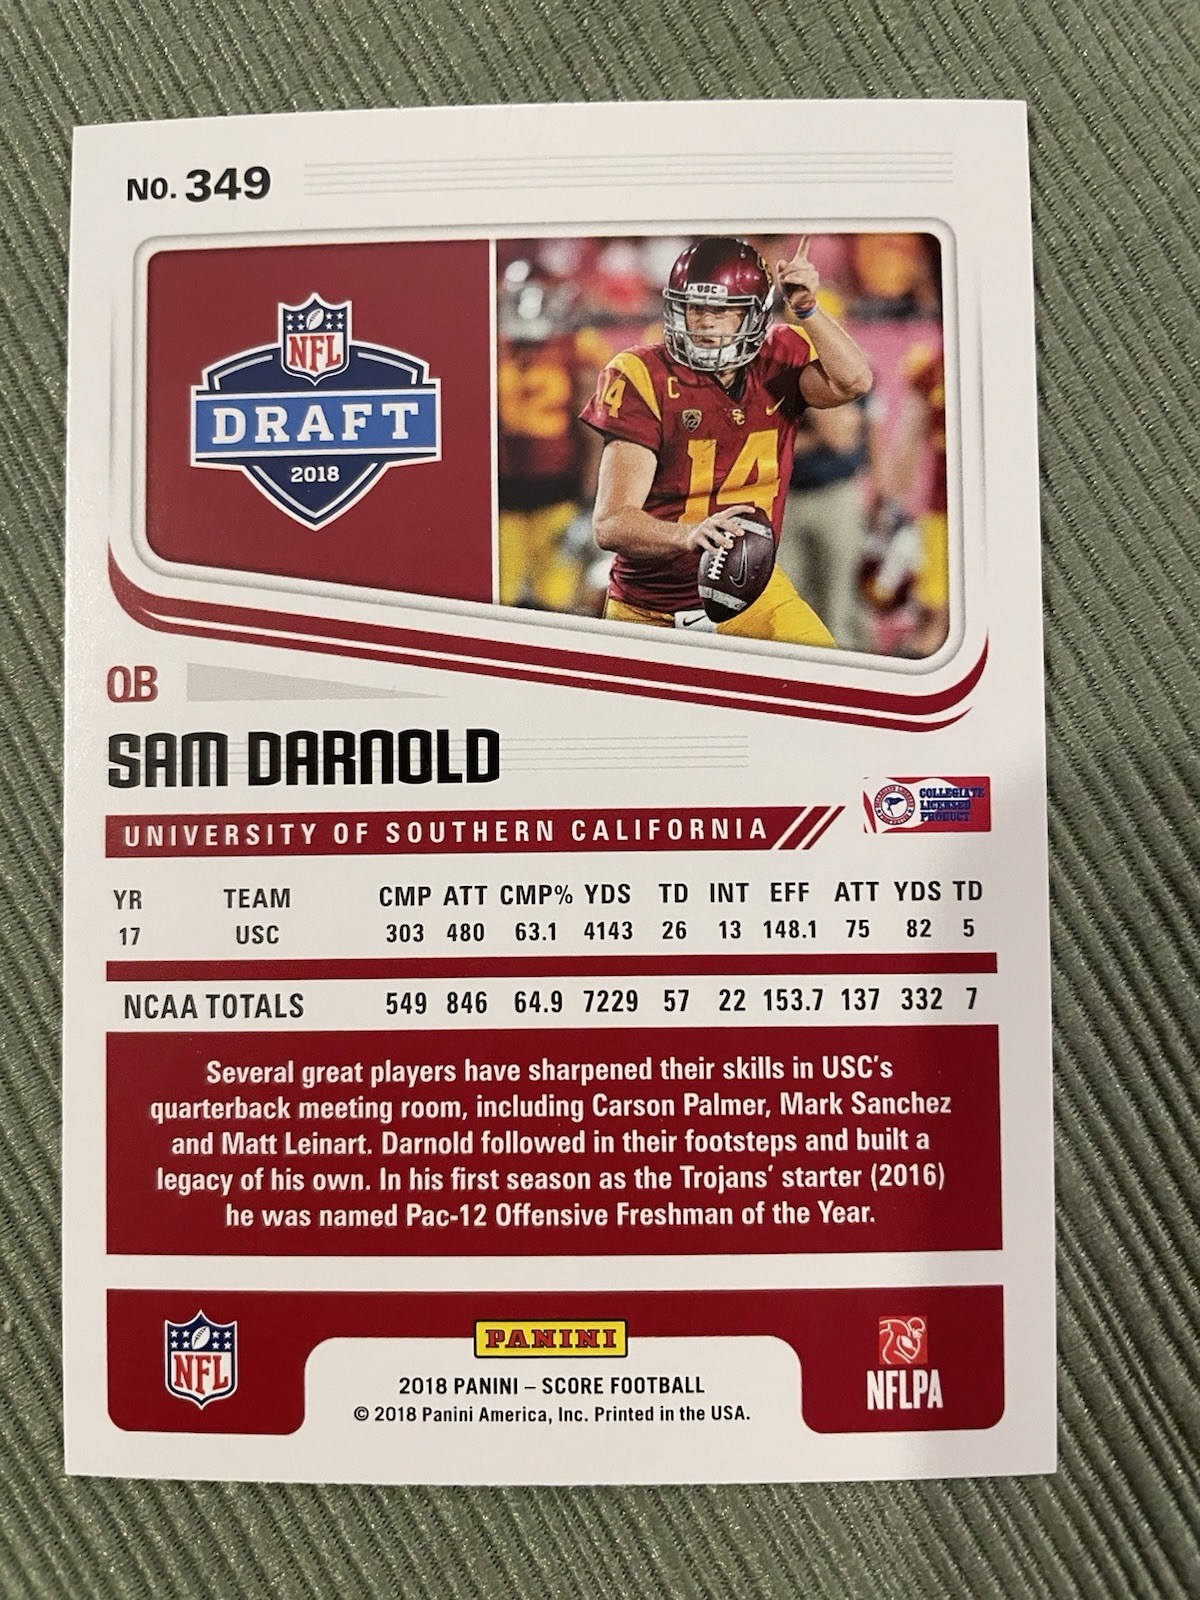 NO. 349
NFL
DRAFT
2018
USC
14
C
SC
14
QB
SAM DARNOLD
UNIVERSITY OF SOUTHERN CALIFORNIA
COLLEGIATE
LICENSED
PRODUCT
YR TEAM CMP ATT CMP% YDS TD INT EFF ATT YDS TD
17 USC 303 480 63.1 4143 26 13 148.1 75 82 5
NCAA TOTALS 549 846 64.9 7229 57 22 153.7 137 332 7
Several great players have sharpened their skills in USC's
quarterback meeting room, including Carson Palmer, Mark Sanchez
and Matt Leinart. Darnold followed in their footsteps and built a
legacy of his own. In his first season as the Trojans' starter (2016)
he was named Pac-12 Offensive Freshman of the Year.
NFL
PANINI
2018 PANINI – SCORE FOOTBALL
© 2018 Panini America, Inc. Printed in the USA.
NFLPA